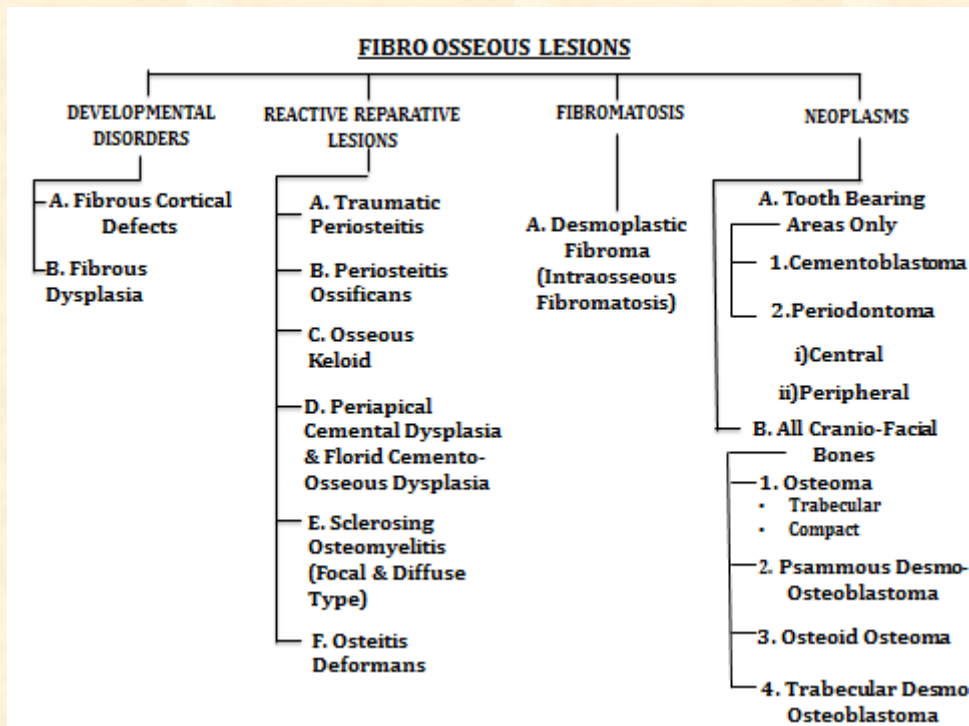 FIBRO OSSEOUS LESIONS
DEVELOPMENTAL
DISORDERS
A. Fibrous Cortical
Defects
B. Fibrous
Dysplasia
REACTIVE REPARATIVE
LESIONS
A. Traumatic
Periosteitis
B. Periosteitis
Ossificans
C. Osseous
Keloid
D. Periapical
Cemental Dysplasia
& Florid Cemento-
Osseous Dysplasia
E. Sclerosing
Osteomyelitis
(Focal & Diffuse
Type)
F. Osteitis
Deformans
FIBROMATOSIS
A. Desmoplastic
Fibroma
(Intraosseous
Fibromatosis)
NEOPLASMS
A. Tooth Bearing
Areas Only
1.Cementoblastoma
2.Periodontoma
i)Central
ii)Peripheral
B. All Cranio-Facial
Bones
1. Osteoma
• Trabecular
• Compact
2. Psammous Desmo-
Osteoblastoma
3. Osteoid Osteoma
4. Trabecular Desmo-
Osteoblastoma